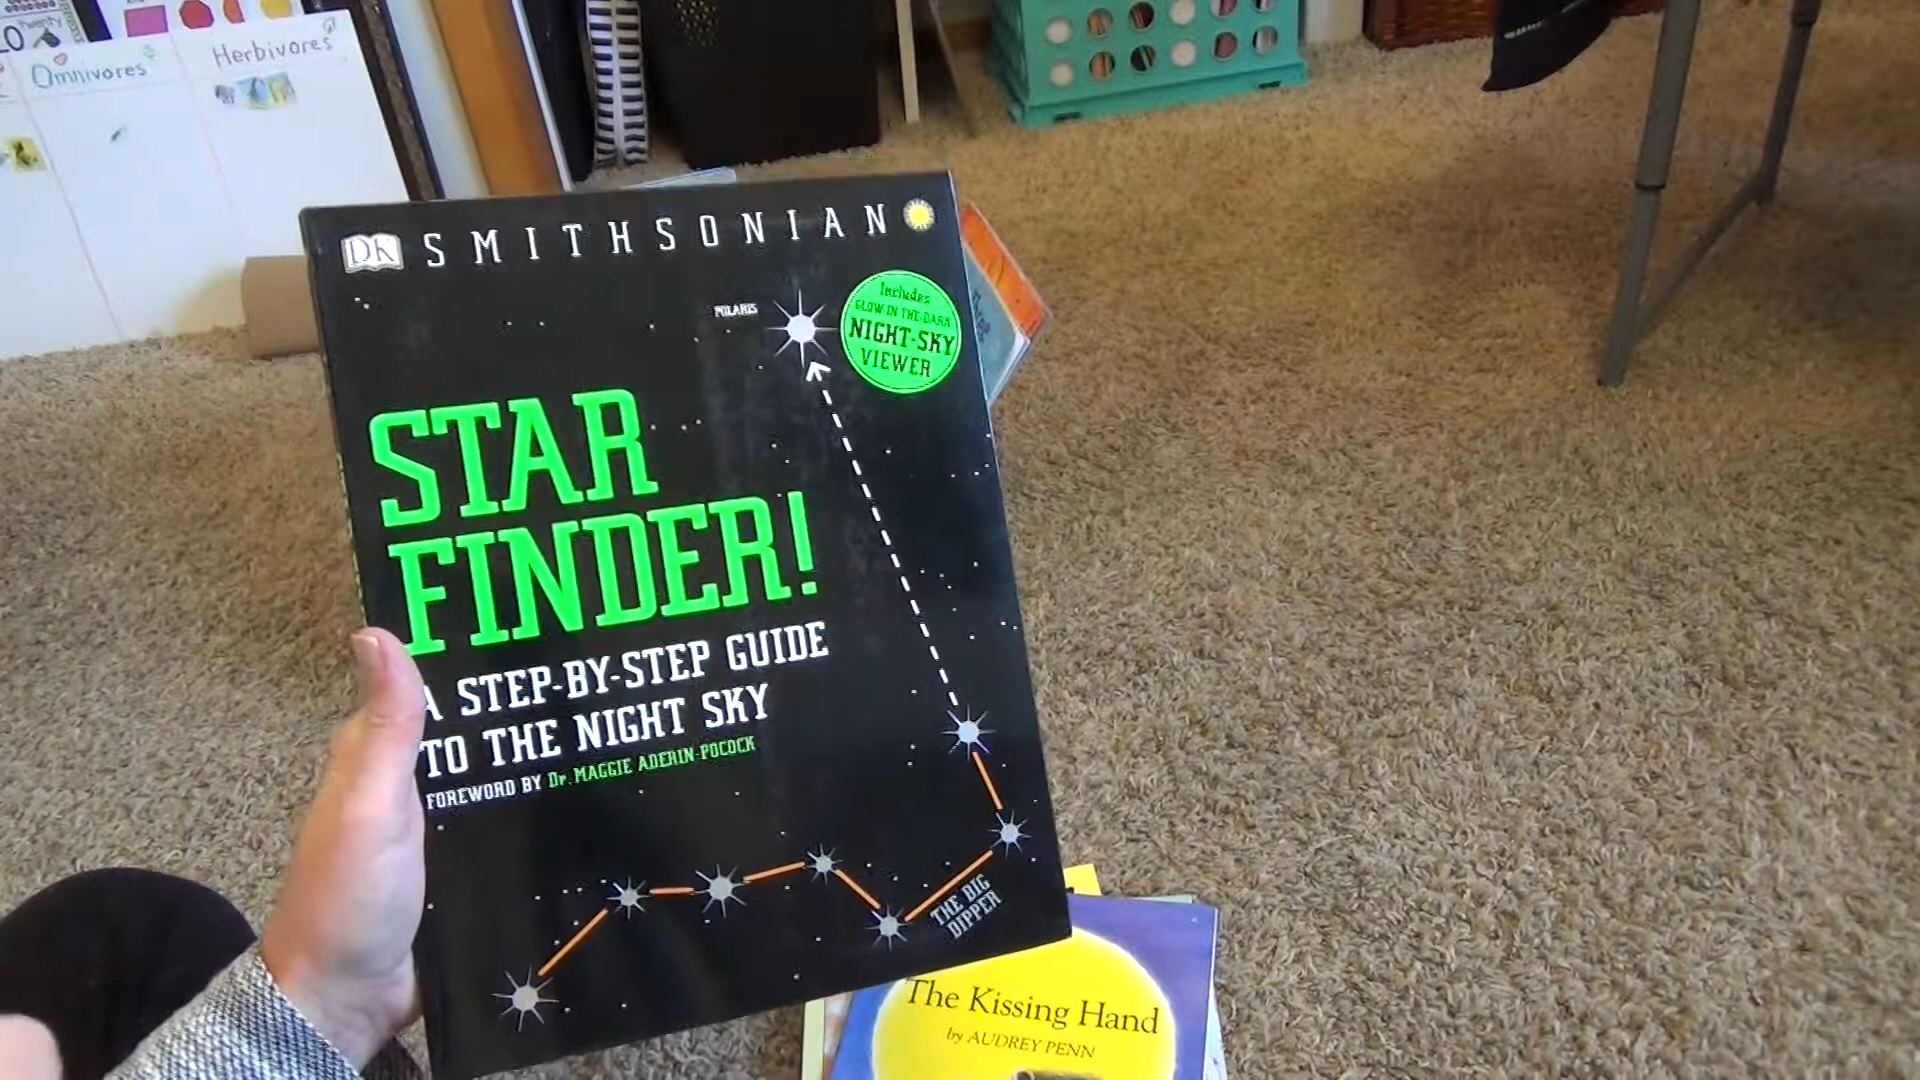 twenty
Omnivores
Herbivores
DK SMITHSONIAN
POLARIS
Includes
GLOW IN THE DARK
NIGHT-SKY
VIEWER
STAR
FINDER!
A STEP-BY-STEP GUIDE
TO THE NIGHT SKY
FOREWORD BY Dr. MAGGIE ADERIN-POCOCK
THE BIG
DIPPER
The Kissing Hand
by AUDREY PENN